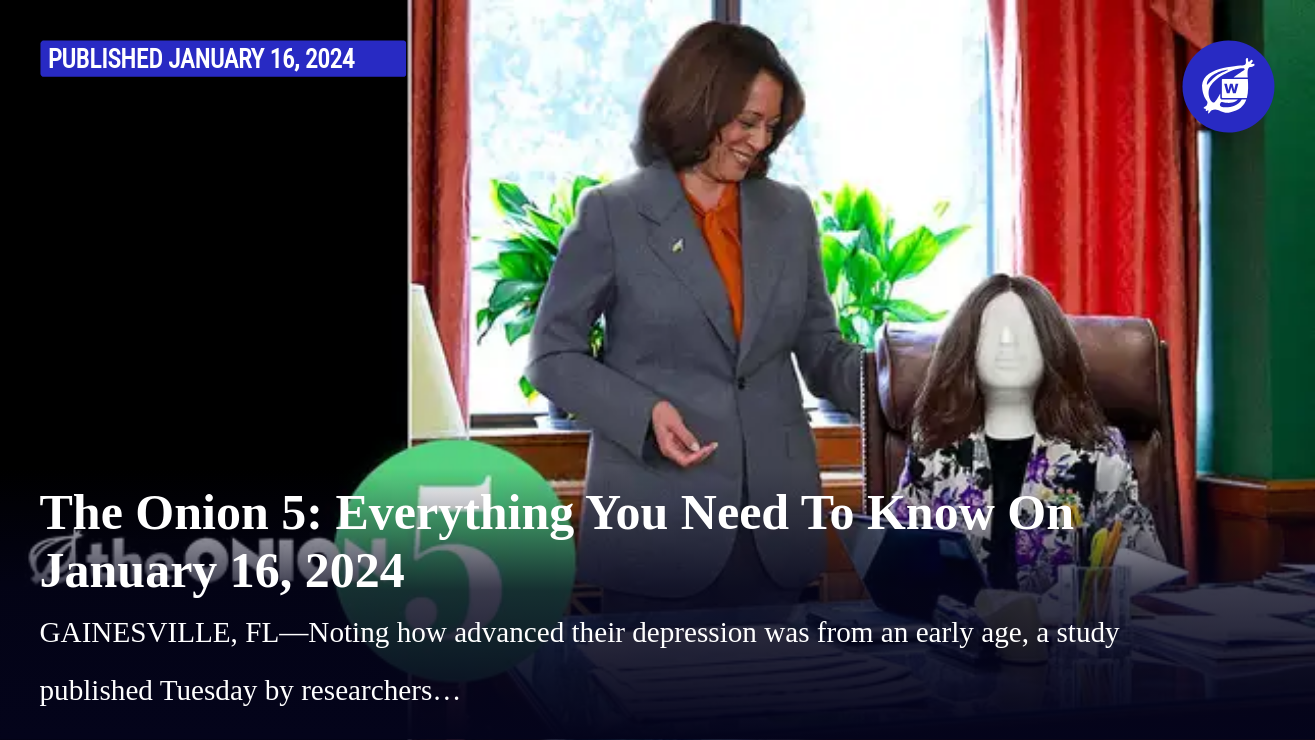 PUBLISHED JANUARY 16, 2024
W
The Onion 5: Everything You Need To Know On
January 16, 2024
the ONION
5
GAINESVILLE, FL—Noting how advanced their depression was from an early age, a study
published Tuesday by researchers…